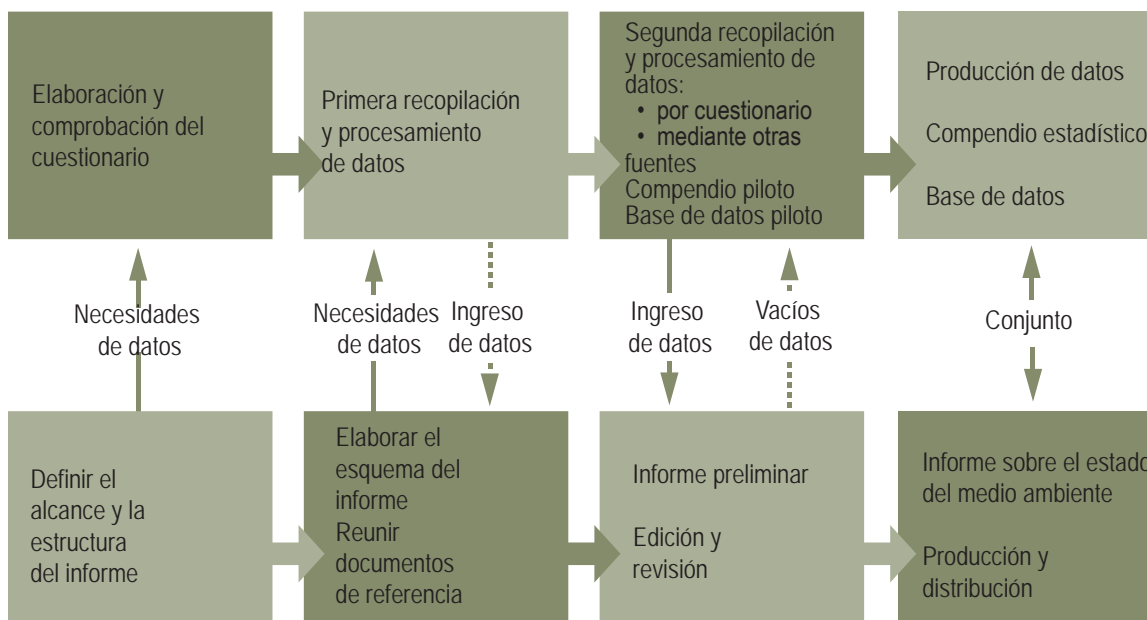 Elaboración y
comprobación del
cuestionario
Primera recopilación
y procesamiento
de datos
Segunda recopilación
y procesamiento de
datos:
• por cuestionario
• mediante otras
fuentes
Compendio piloto
Base de datos piloto
Producción de datos
Compendio estadístico
Base de datos
Necesidades
de datos
Necesidades
de datos
Ingreso
de datos
Ingreso
de datos
Vacíos
de datos
Conjunto
Definir el
alcance y la
estructura
del informe
Elaborar el
esquema del
informe
Reunir
documentos
de referencia
Informe preliminar
Edición y
revisión
Informe sobre el estado
del medio ambiente
Producción y
distribución